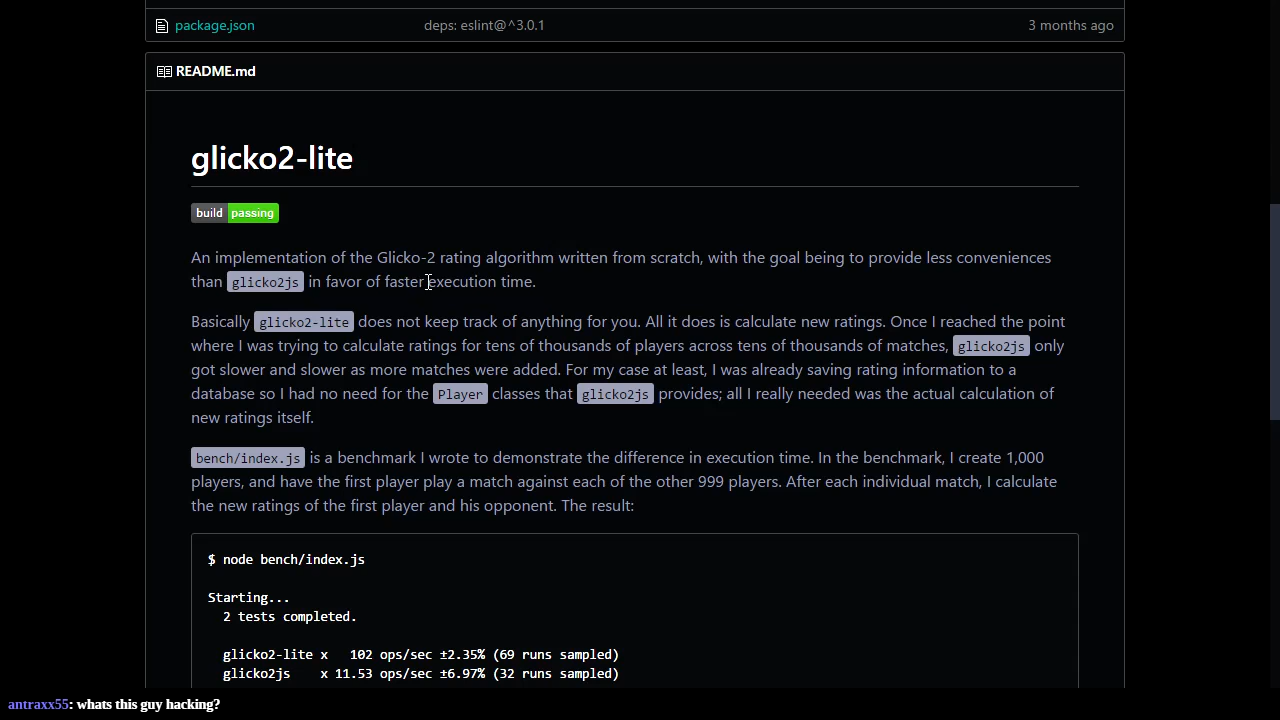 package.json deps: eslint@^3.0.1 3 months ago
README.md
glicko2-lite
build passing
An implementation of the Glicko-2 rating algorithm written from scratch, with the goal being to provide less conveniences
than glicko2js in favor of faster execution time.
Basically glicko2-lite does not keep track of anything for you. All it does is calculate new ratings. Once I reached the point
where I was trying to calculate ratings for tens of thousands of players across tens of thousands of matches, glicko2js only
got slower and slower as more matches were added. For my case at least, I was already saving rating information to a
database so I had no need for the Player classes that glicko2js provides; all I really needed was the actual calculation of
new ratings itself.
bench/index.js is a benchmark I wrote to demonstrate the difference in execution time. In the benchmark, I create 1,000
players, and have the first player play a match against each of the other 999 players. After each individual match, I calculate
the new ratings of the first player and his opponent. The result:
$ node bench/index.js
Starting...
2 tests completed.
glicko2-lite x 102 ops/sec ±2.35% (69 runs sampled)
glicko2js x 11.53 ops/sec ±6.97% (32 runs sampled)
antraxx55: whats this guy hacking?